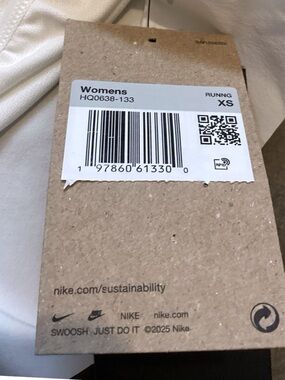 Womens
HQ0638-133
RUNNG
XS
1 97860 61330 0
nike.com/sustainability
NIKE nike.com
SWOOSH JUST DO IT ©2025 Nike